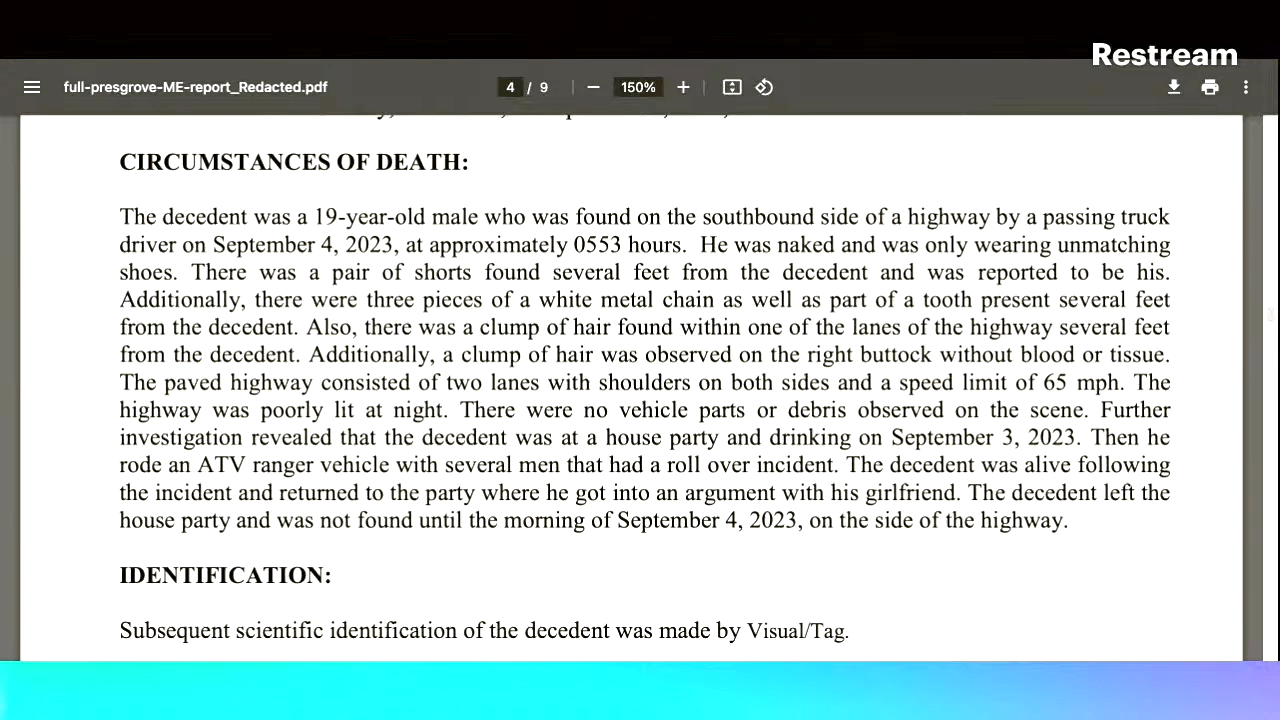 Restream
full-presgrove-ME-report_Redacted.pdf
4 / 9
150%
CIRCUMSTANCES OF DEATH:
The decedent was a 19-year-old male who was found on the southbound side of a highway by a passing truck
driver on September 4, 2023, at approximately 0553 hours. He was naked and was only wearing unmatching
shoes. There was a pair of shorts found several feet from the decedent and was reported to be his.
Additionally, there were three pieces of a white metal chain as well as part of a tooth present several feet
from the decedent. Also, there was a clump of hair found within one of the lanes of the highway several feet
from the decedent. Additionally, a clump of hair was observed on the right buttock without blood or tissue.
The paved highway consisted of two lanes with shoulders on both sides and a speed limit of 65 mph. The
highway was poorly lit at night. There were no vehicle parts or debris observed on the scene. Further
investigation revealed that the decedent was at a house party and drinking on September 3, 2023. Then he
rode an ATV ranger vehicle with several men that had a roll over incident. The decedent was alive following
the incident and returned to the party where he got into an argument with his girlfriend. The decedent left the
house party and was not found until the morning of September 4, 2023, on the side of the highway.
IDENTIFICATION:
Subsequent scientific identification of the decedent was made by Visual/Tag.